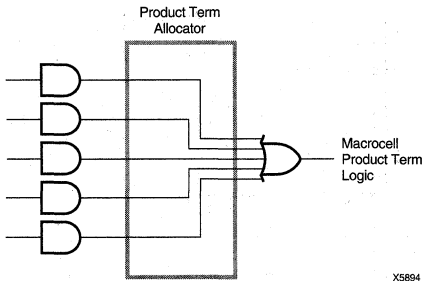 Product Term
Allocator
Macrocell
Product Term
Logic
X5894